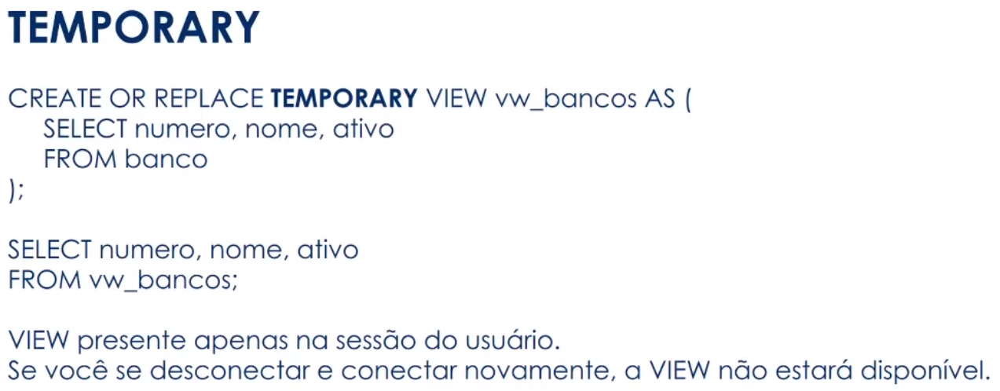 TEMPORARY
CREATE OR REPLACE TEMPORARY VIEW vw_bancos AS (
SELECT numero, nome, ativo
FROM banco
);
SELECT numero, nome, ativo
FROM vw_bancos;
VIEW presente apenas na sessão do usuário.
Se você se desconectar e conectar novamente, a VIEW não estará disponível.